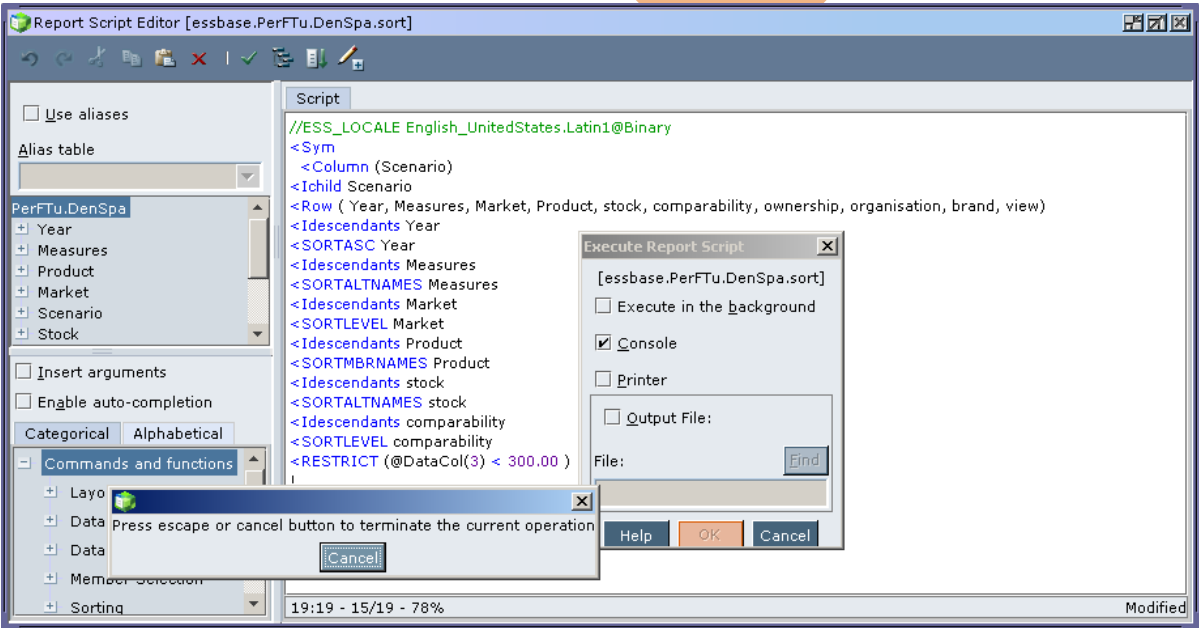 Report Script Editor [essbase.PerFTu.DenSpa.sort]
Use aliases
Alias table
PerFTu.DenSpa
Year
Measures
Product
Market
Scenario
Stock
Insert arguments
Enable auto-completion
Categorical
Alphabetical
Commands and functions
Layo
Data
Data
Member Selection
Sorting
Script
//ESS_LOCALE English_UnitedStates.Latin1@Binary
<Sym
<Column (Scenario)
<Ichild Scenario
<Row ( Year, Measures, Market, Product, stock, comparability, ownership, organisation, brand, view)
<Idescendants Year
<SORTASC Year
<Idescendants Measures
<SORTALTNAMES Measures
<Idescendants Market
<SORTLEVEL Market
<Idescendants Product
<SORTMBRNAMES Product
<Idescendants stock
<SORTALTNAMES stock
<Idescendants comparability
<SORTLEVEL comparability
<RESTRICT (@DataCol(3) < 300.00 )
19:19 - 15/19 - 78%
Modified
Execute Report Script
[essbase.PerFTu.DenSpa.sort]
Execute in the background
Console
Printer
Output File:
File:
Find
Help
OK
Cancel
Press escape or cancel button to terminate the current operation
Cancel